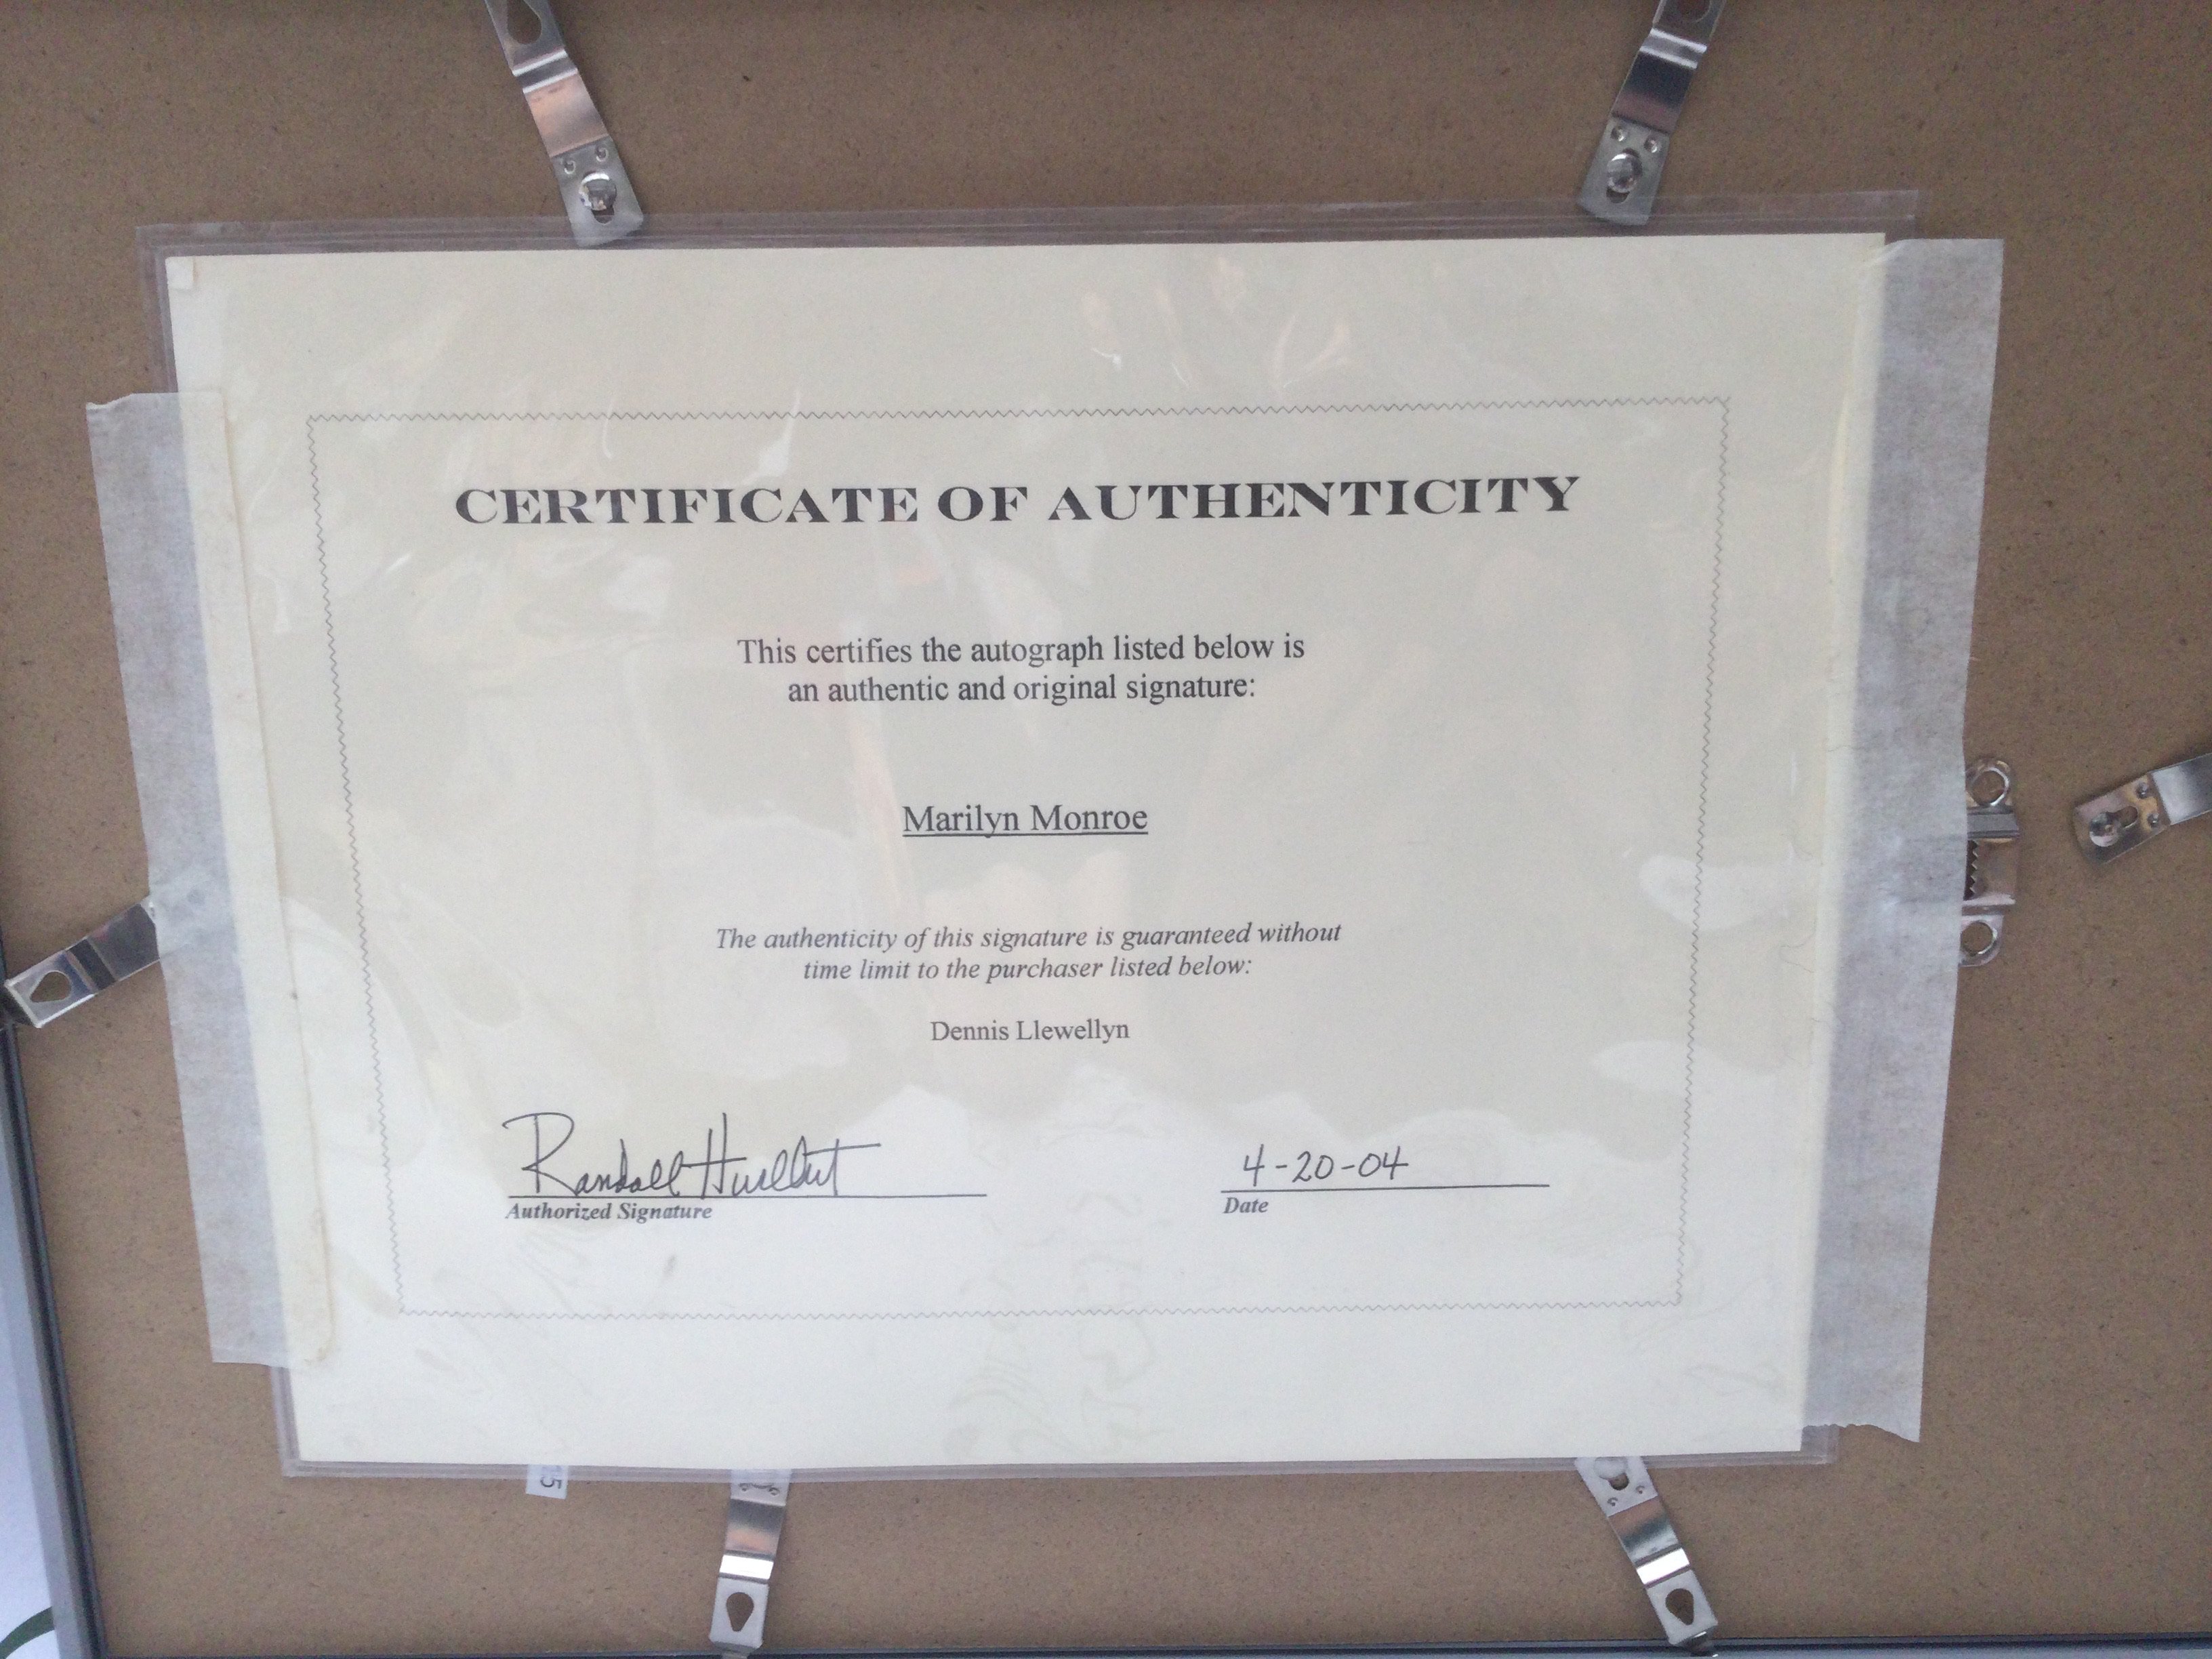 CERTIFICATE OF AUTHENTICITY
This certifies the autograph listed below is
an authentic and original signature:
Marilyn Monroe
The authenticity of this signature is guaranteed without
time limit to the purchaser listed below:
Dennis Llewellyn
Randall
4-20-04
Authorized Signature
Date
15